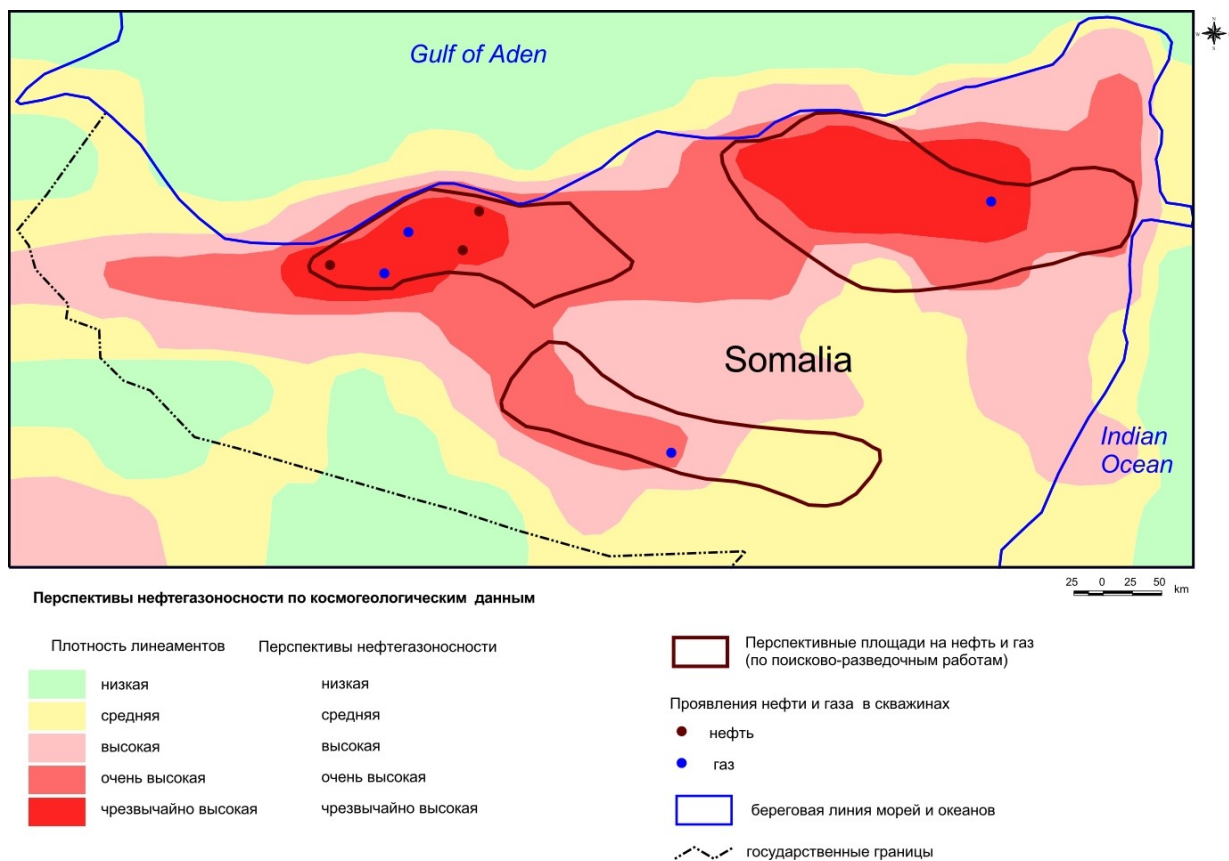 Gulf of Aden
Somalia
Indian
Ocean
25 0 25 50 km
Перспективы нефтегазоносности по космогеологическим данным
Плотность линеаментов Перспективы нефтегазоносности
низкая низкая
средняя средняя
высокая высокая
очень высокая очень высокая
чрезвычайно высокая чрезвычайно высокая
Перспективные площади на нефть и газ
(по поисково-разведочным работам)
Проявления нефти и газа в скважинах
нефть
газ
береговая линия морей и океанов
государственные границы